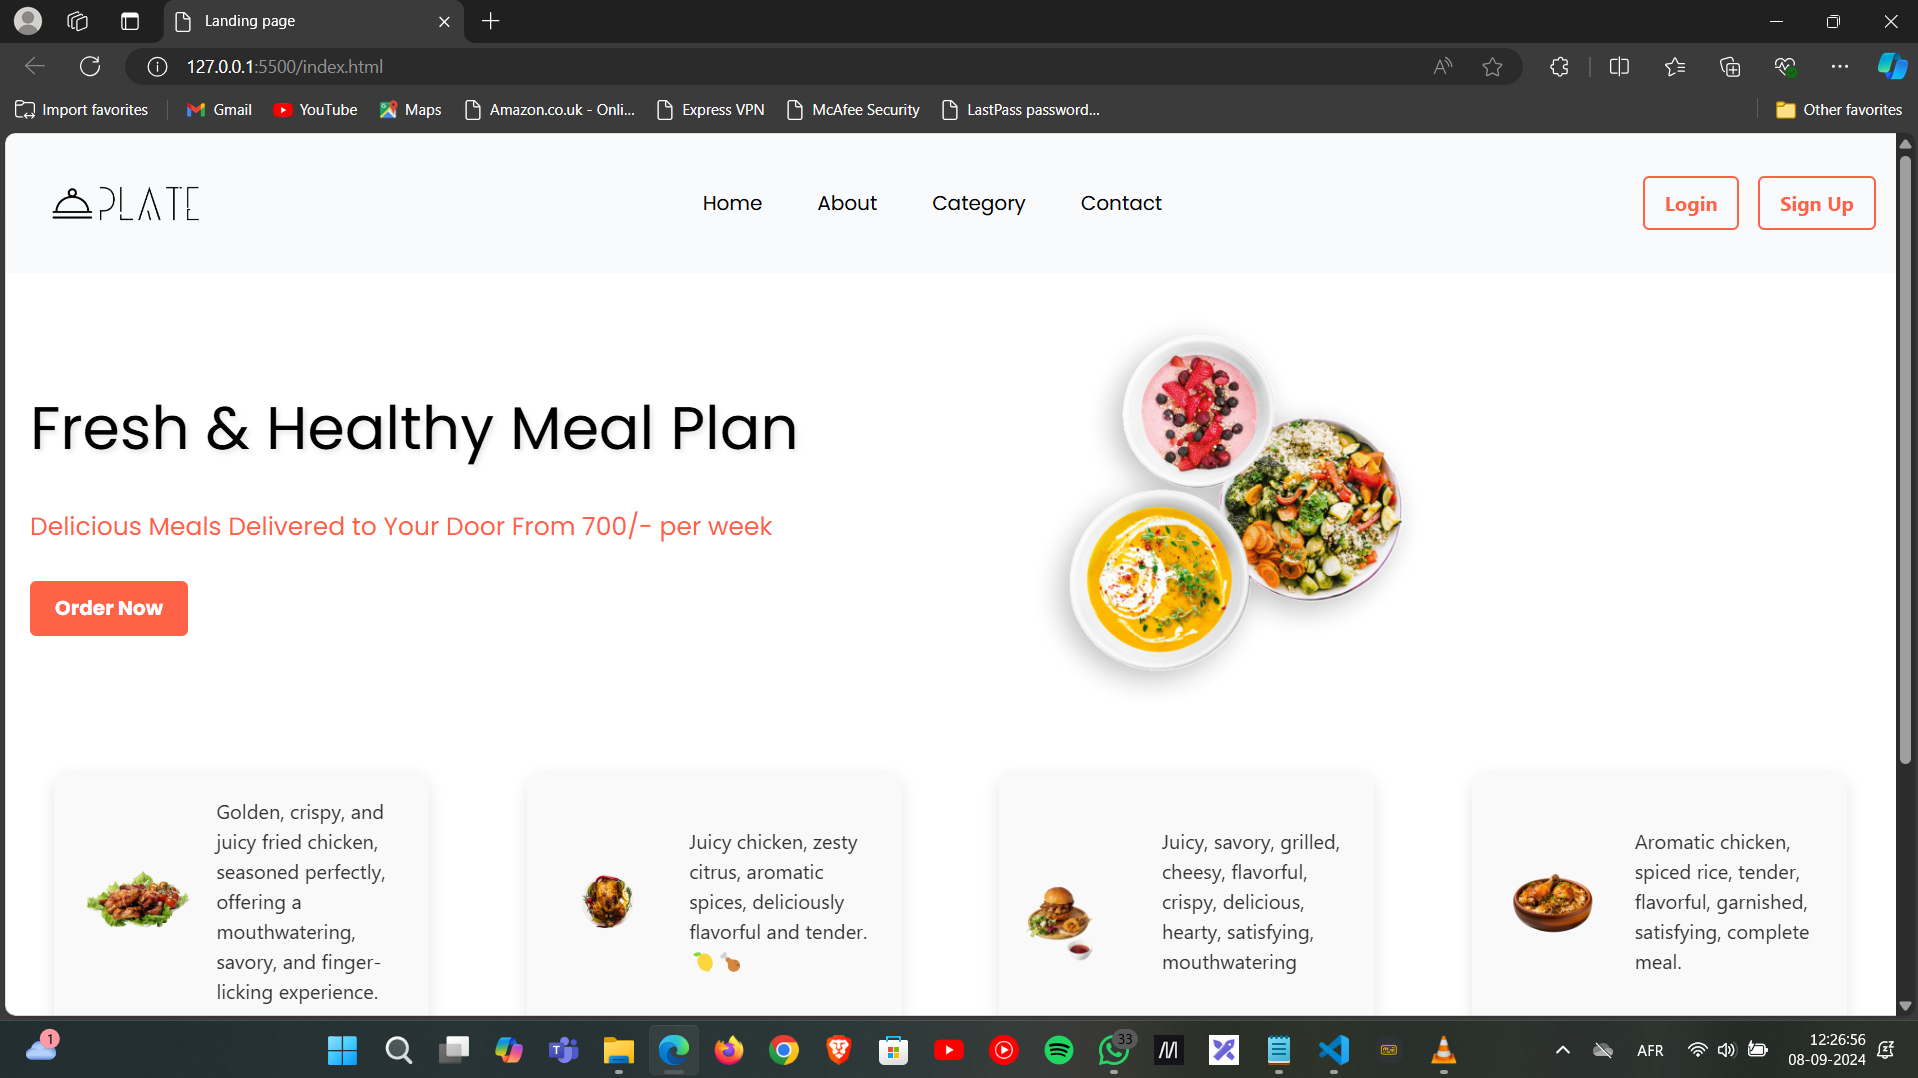 Landing page
127.0.0.1:5500/index.html
Import favorites Gmail YouTube Maps Amazon.co.uk - Onli... Express VPN McAfee Security LastPass password... Other favorites
PLATE Home About Category Contact Login Sign Up
Fresh & Healthy Meal Plan
Delicious Meals Delivered to Your Door From 700/- per week
Order Now
Golden, crispy, and
juicy fried chicken,
seasoned perfectly,
offering a
mouthwatering,
savory, and finger-
licking experience.
Juicy chicken, zesty
citrus, aromatic
spices, deliciously
flavorful and tender.
🍋 🍗
Juicy, savory, grilled,
cheesy, flavorful,
crispy, delicious,
hearty, satisfying,
mouthwatering
Aromatic chicken,
spiced rice, tender,
flavorful, garnished,
satisfying, complete
meal.
1
33
AFR
12:26:56
08-09-2024